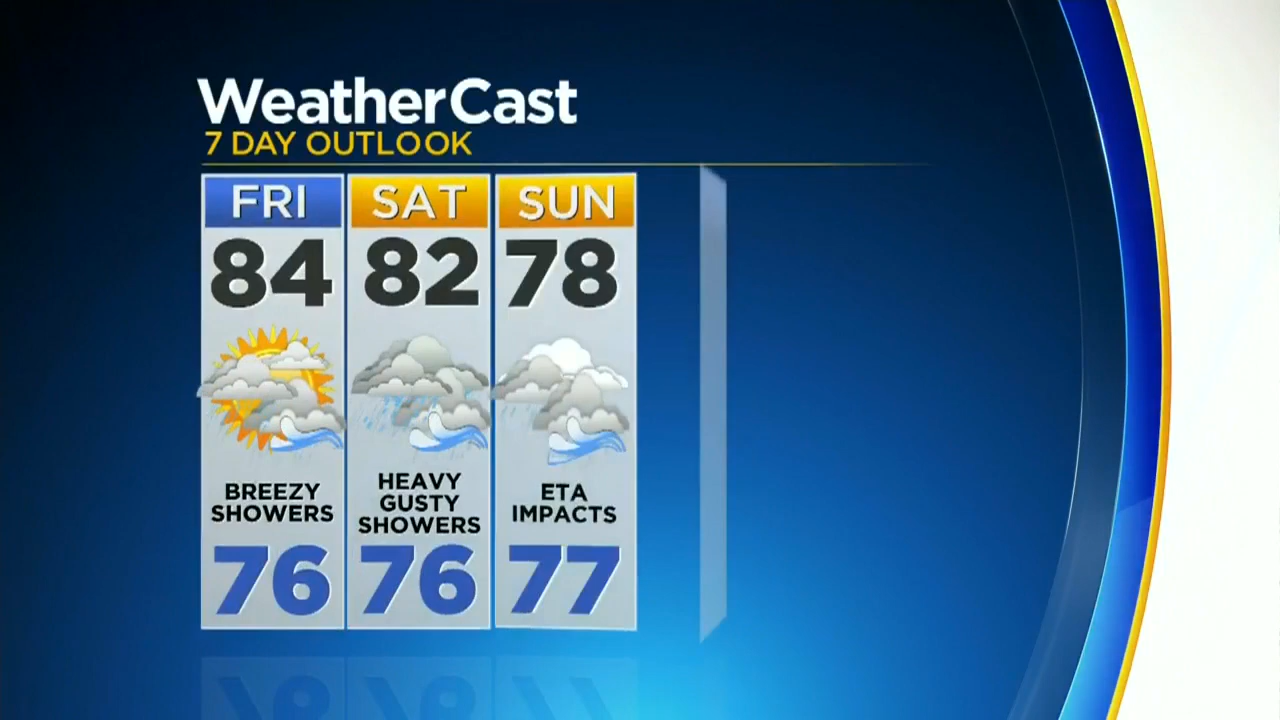 WeatherCast
7 DAY OUTLOOK
FRI
84
BREEZY
SHOWERS
76
SAT
82
HEAVY
GUSTY
SHOWERS
76
SUN
78
ETA
IMPACTS
77